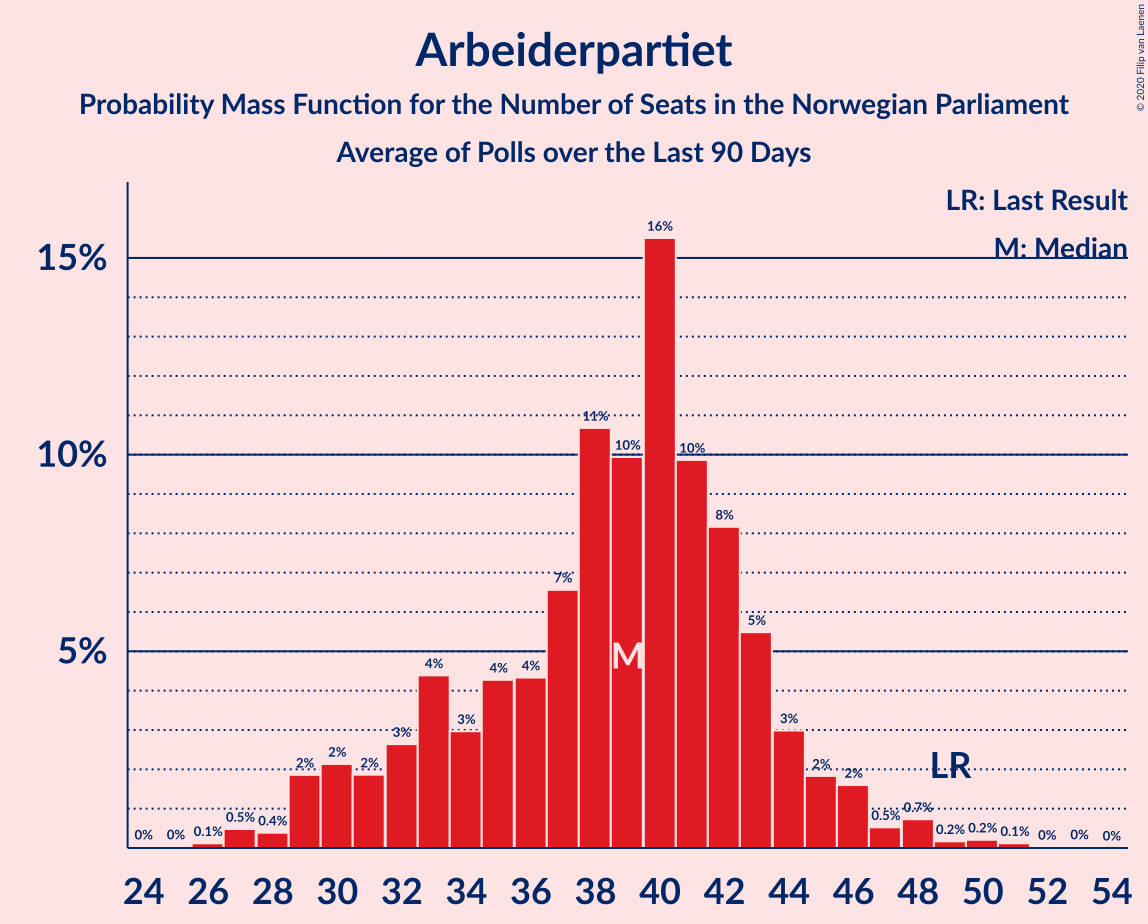 © 2020 Filip van Laenen
Arbeiderpartiet
Probability Mass Function for the Number of Seats in the Norwegian Parliament
Average of Polls over the Last 90 Days
LR: Last Result
M: Median
15%
10%
5%
0% 0% 0.1% 0.5% 0.4% 2% 2% 2% 3% 4% 3% 4% 4% 7% 11% 10% 16% 10% 8% 5% 3% 2% 2% 0.5% 0.7% 0.2% 0.2% 0.1% 0% 0% 0%
M
LR
24 26 28 30 32 34 36 38 40 42 44 46 48 50 52 54